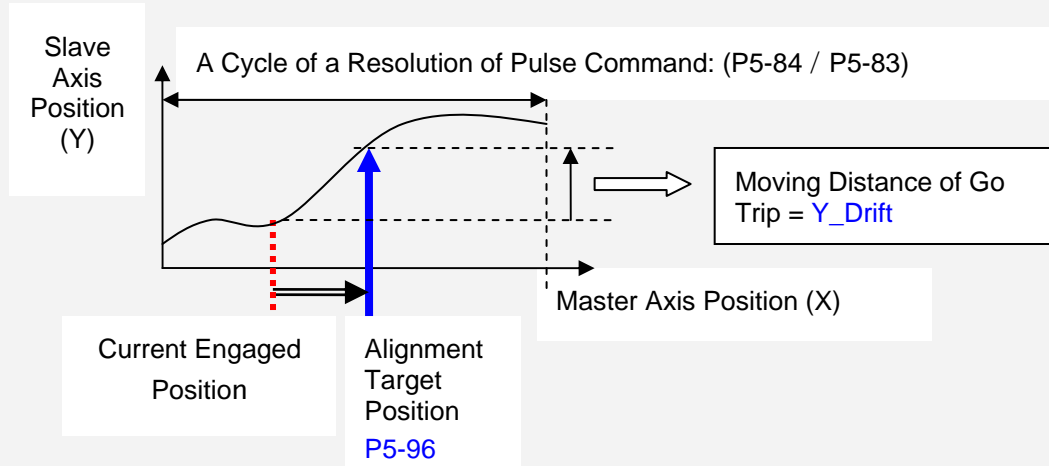 Slave
Axis
Position
(Y)
A Cycle of a Resolution of Pulse Command: (P5-84 / P5-83)
Moving Distance of Go
Trip = Y_Drift
Master Axis Position (X)
Current Engaged
Position
Alignment
Target
Position
P5-96